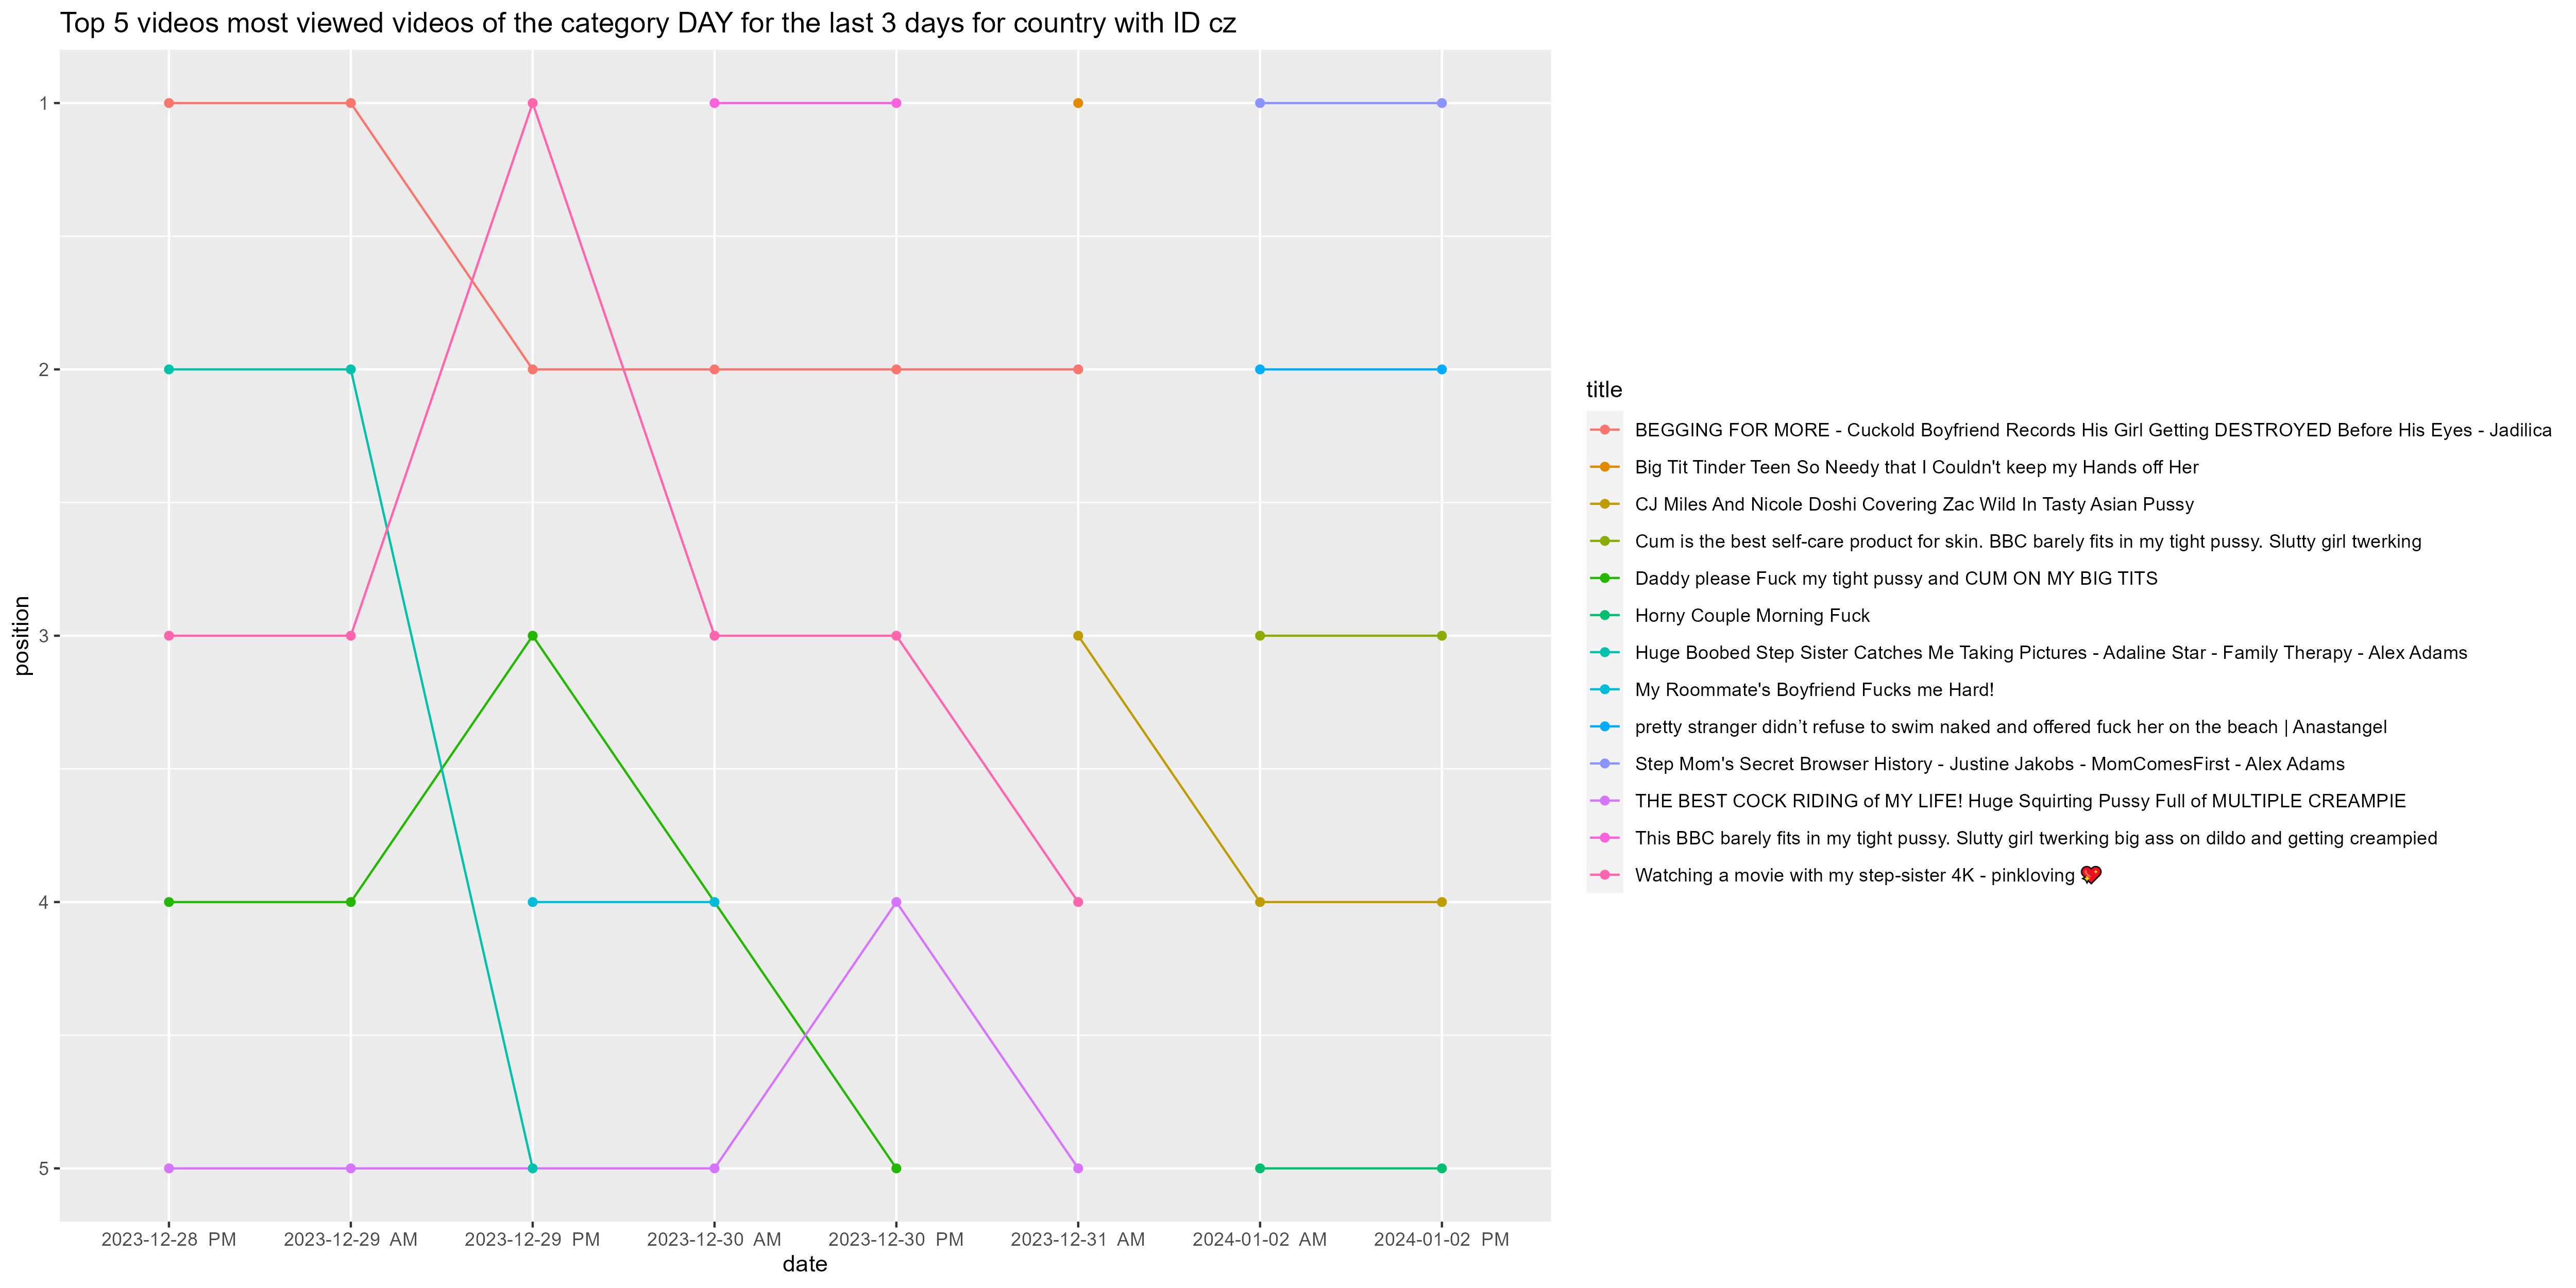 Top 5 videos most viewed videos of the category DAY for the last 3 days for country with ID cz
position
1
2
3
4
5
2023-12-28 PM
2023-12-29 AM
2023-12-29 PM
2023-12-30 AM
2023-12-30 PM
2023-12-31 AM
2024-01-02 AM
2024-01-02 PM
date
title
BEGGING FOR MORE - Cuckold Boyfriend Records His Girl Getting DESTROYED Before His Eyes - Jadilica
Big Tit Tinder Teen So Needy that I Couldn't keep my Hands off Her
CJ Miles And Nicole Doshi Covering Zac Wild In Tasty Asian Pussy
Cum is the best self-care product for skin. BBC barely fits in my tight pussy. Slutty girl twerking
Daddy please Fuck my tight pussy and CUM ON MY BIG TITS
Horny Couple Morning Fuck
Huge Boobed Step Sister Catches Me Taking Pictures - Adaline Star - Family Therapy - Alex Adams
My Roommate's Boyfriend Fucks me Hard!
pretty stranger didn’t refuse to swim naked and offered fuck her on the beach | Anastangel
Step Mom's Secret Browser History - Justine Jakobs - MomComesFirst - Alex Adams
THE BEST COCK RIDING of MY LIFE! Huge Squirting Pussy Full of MULTIPLE CREAMPIE
This BBC barely fits in my tight pussy. Slutty girl twerking big ass on dildo and getting creampied
Watching a movie with my step-sister 4K - pinkloving 💖